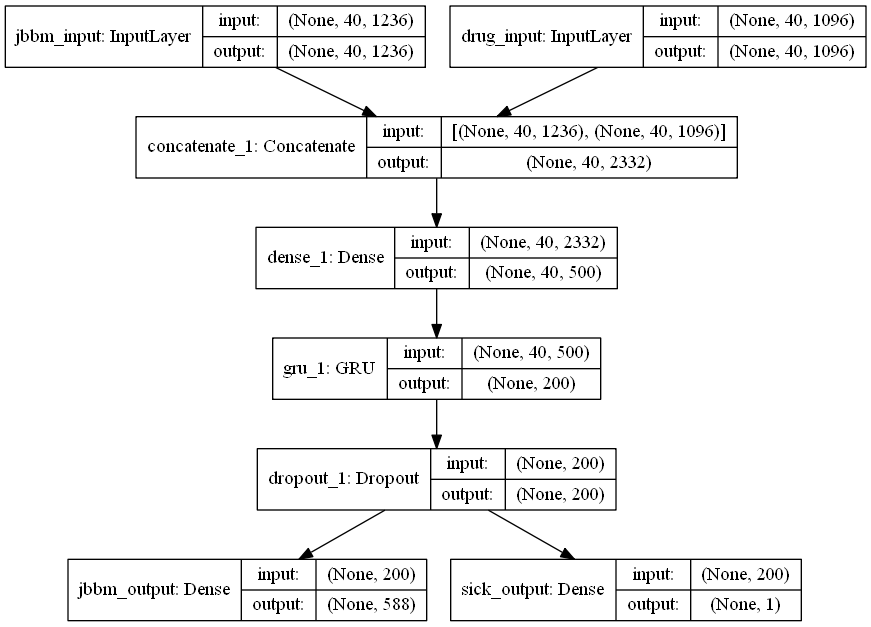 jbbm_input: InputLayer
input: (None, 40, 1236)
output: (None, 40, 1236)
drug_input: InputLayer
input: (None, 40, 1096)
output: (None, 40, 1096)
concatenate_1: Concatenate
input: [(None, 40, 1236), (None, 40, 1096)]
output: (None, 40, 2332)
dense_1: Dense
input: (None, 40, 2332)
output: (None, 40, 500)
gru_1: GRU
input: (None, 40, 500)
output: (None, 200)
dropout_1: Dropout
input: (None, 200)
output: (None, 200)
jbbm_output: Dense
input: (None, 200)
output: (None, 588)
sick_output: Dense
input: (None, 200)
output: (None, 1)